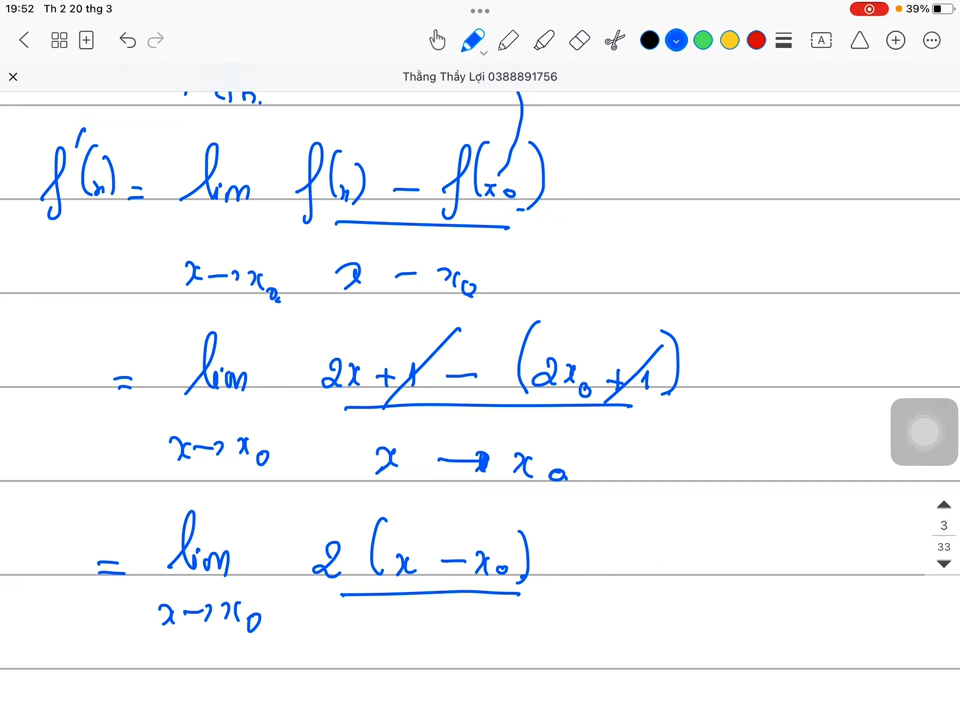 19:52 Th 2 20 thg 3 39%
Thằng Thầy Lợi 0388891756
f'(x) = lim f(x) - f(x₀)
x→x₀ x - x₀
= lim 2x + 1 - (2x₀ + 1)
x→x₀ x → x₀
= lim 2 (x - x₀)
x→x₀
3
33